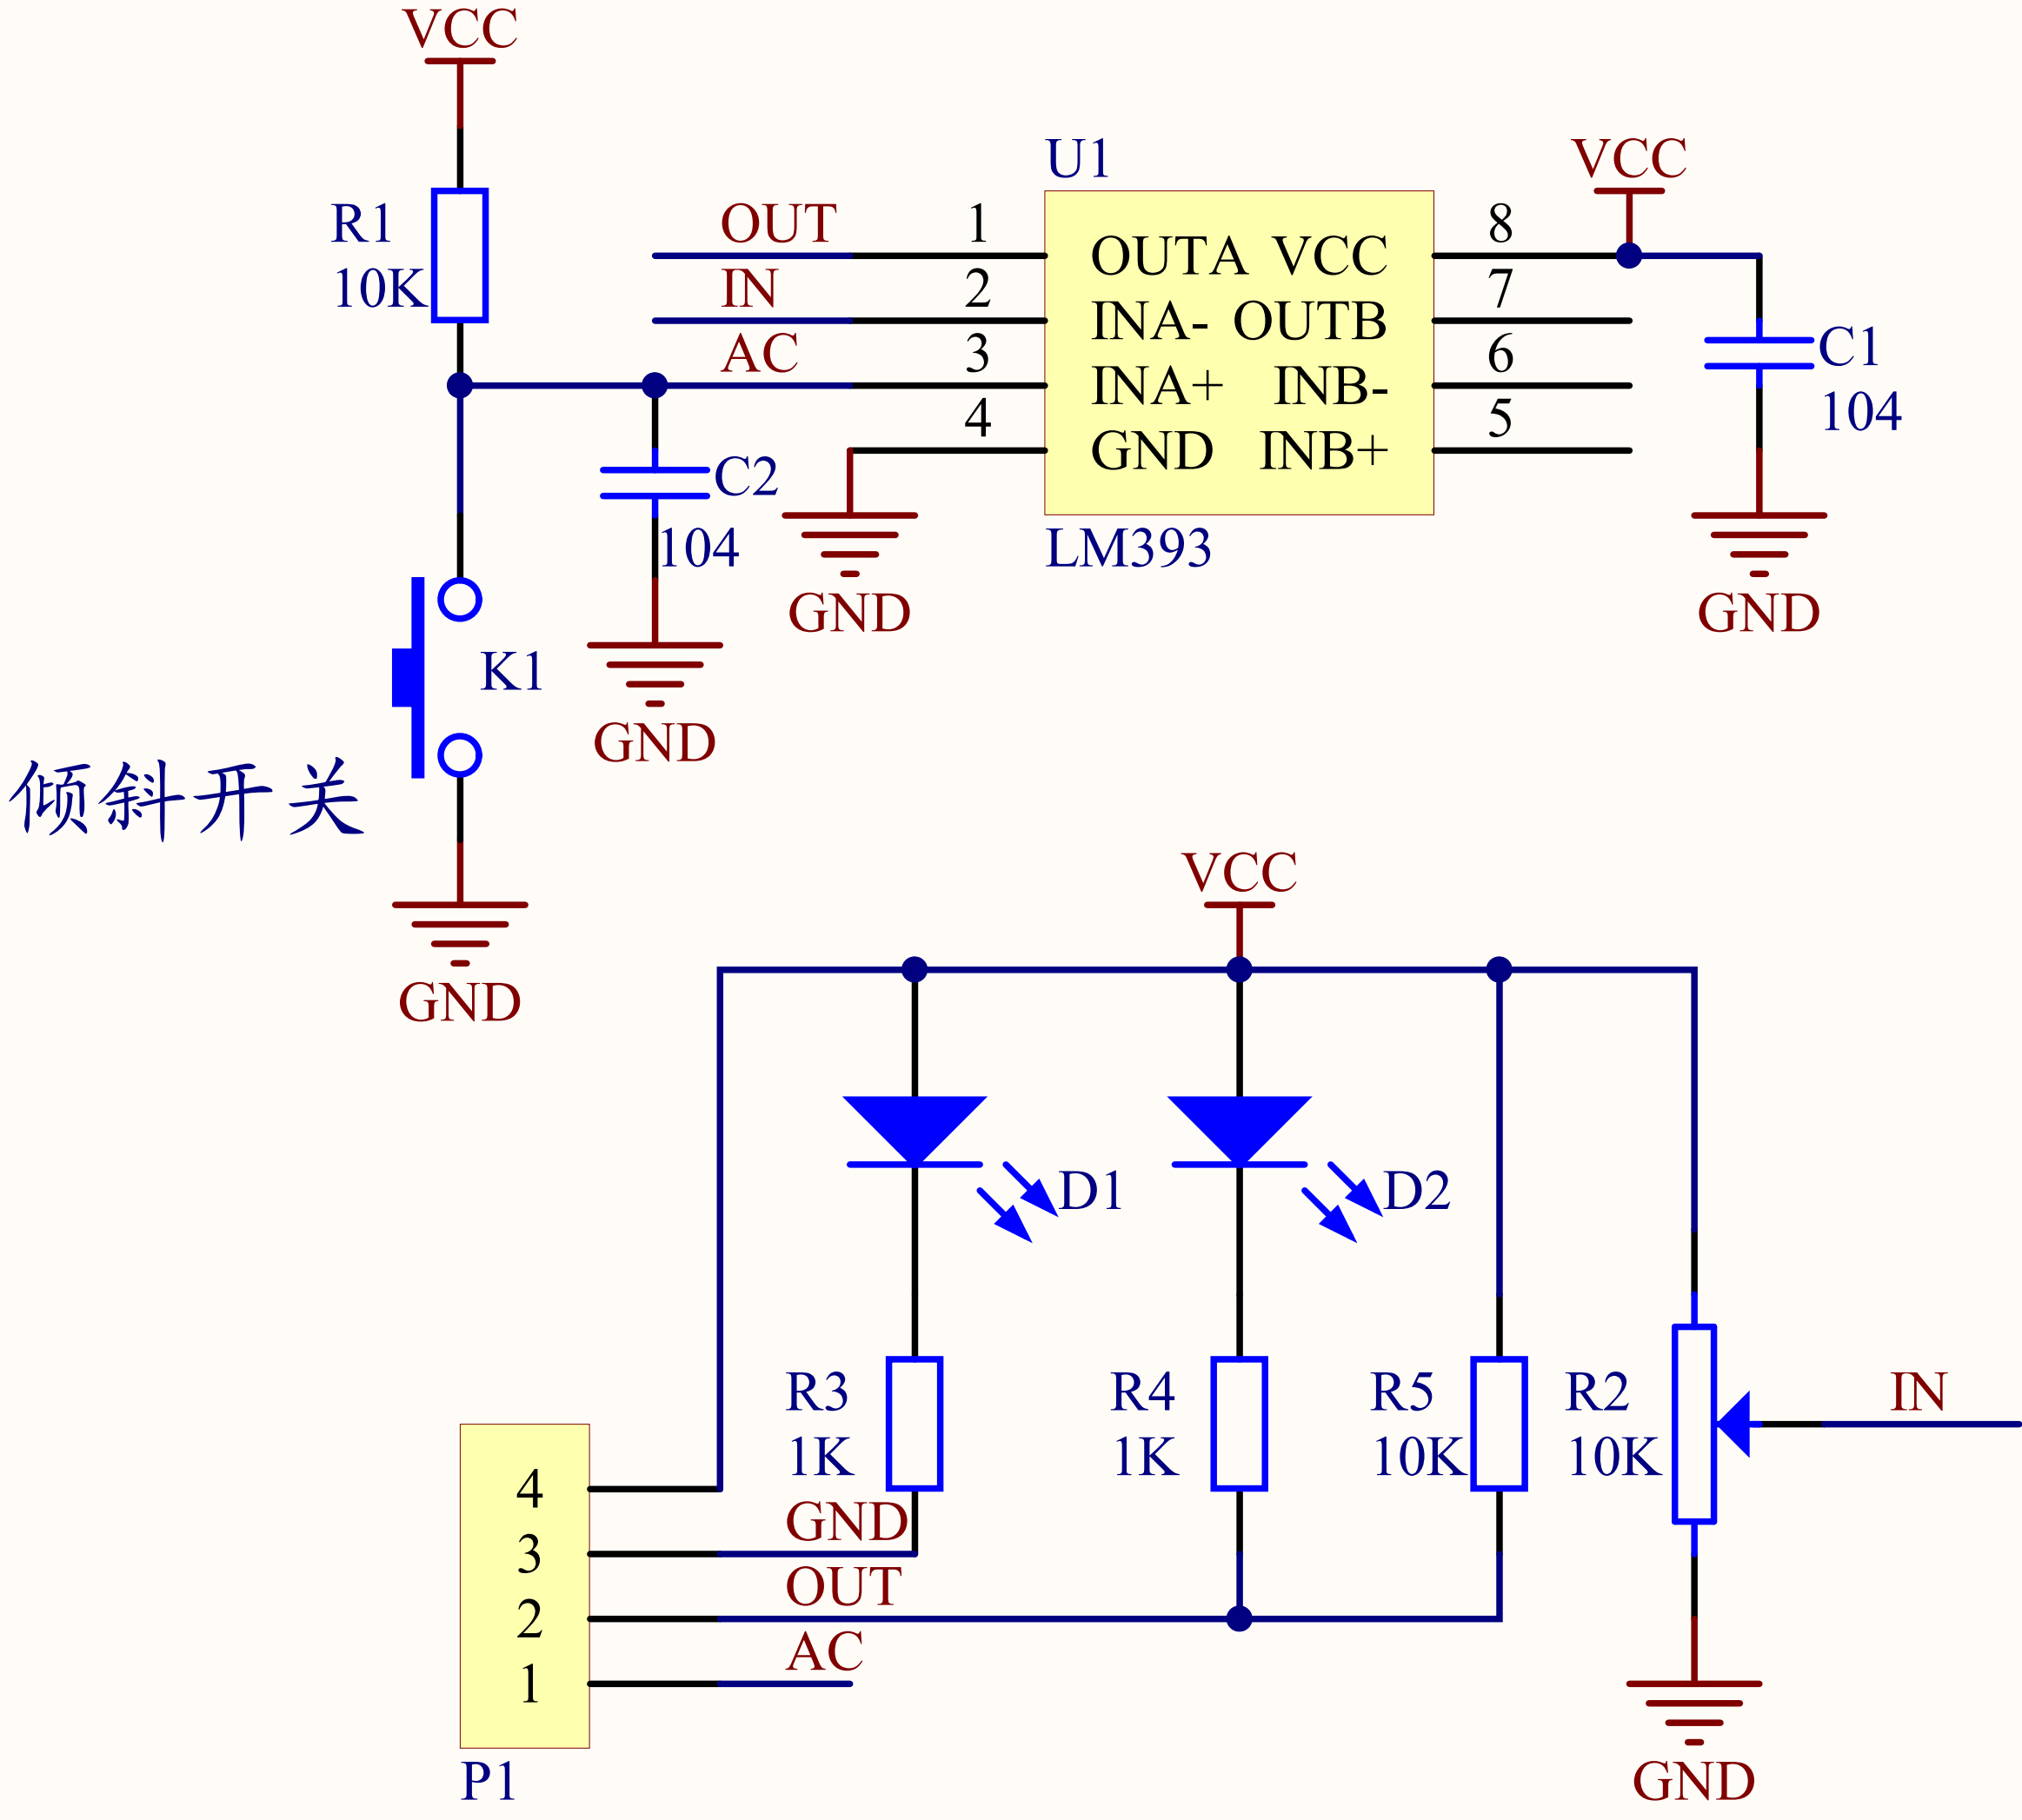 VCC
R1
10K
OUT
IN
AC
1
2
3
4
U1
OUTA VCC
INA- OUTB
INA+ INB-
GND INB+
LM393
8
7
6
5
VCC
C1
104
GND
C2
104
GND
GND
K1
倾斜开关
GND
VCC
D1
D2
R3
1K
R4
1K
R5
10K
R2
10K
IN
4
3
2
1
GND
OUT
AC
P1
GND